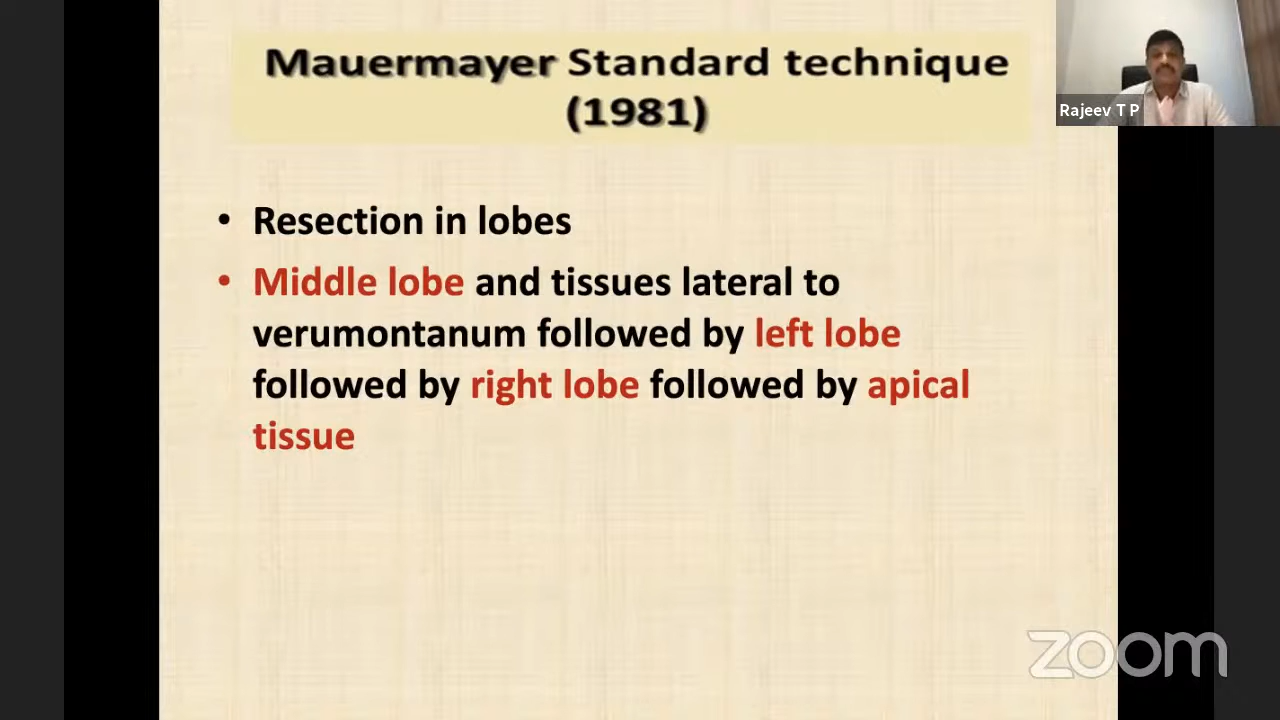 Mauermayer Standard technique
(1981)
Rajeev T P
• Resection in lobes
• Middle lobe and tissues lateral to
verumontanum followed by left lobe
followed by right lobe followed by apical
tissue
zoom